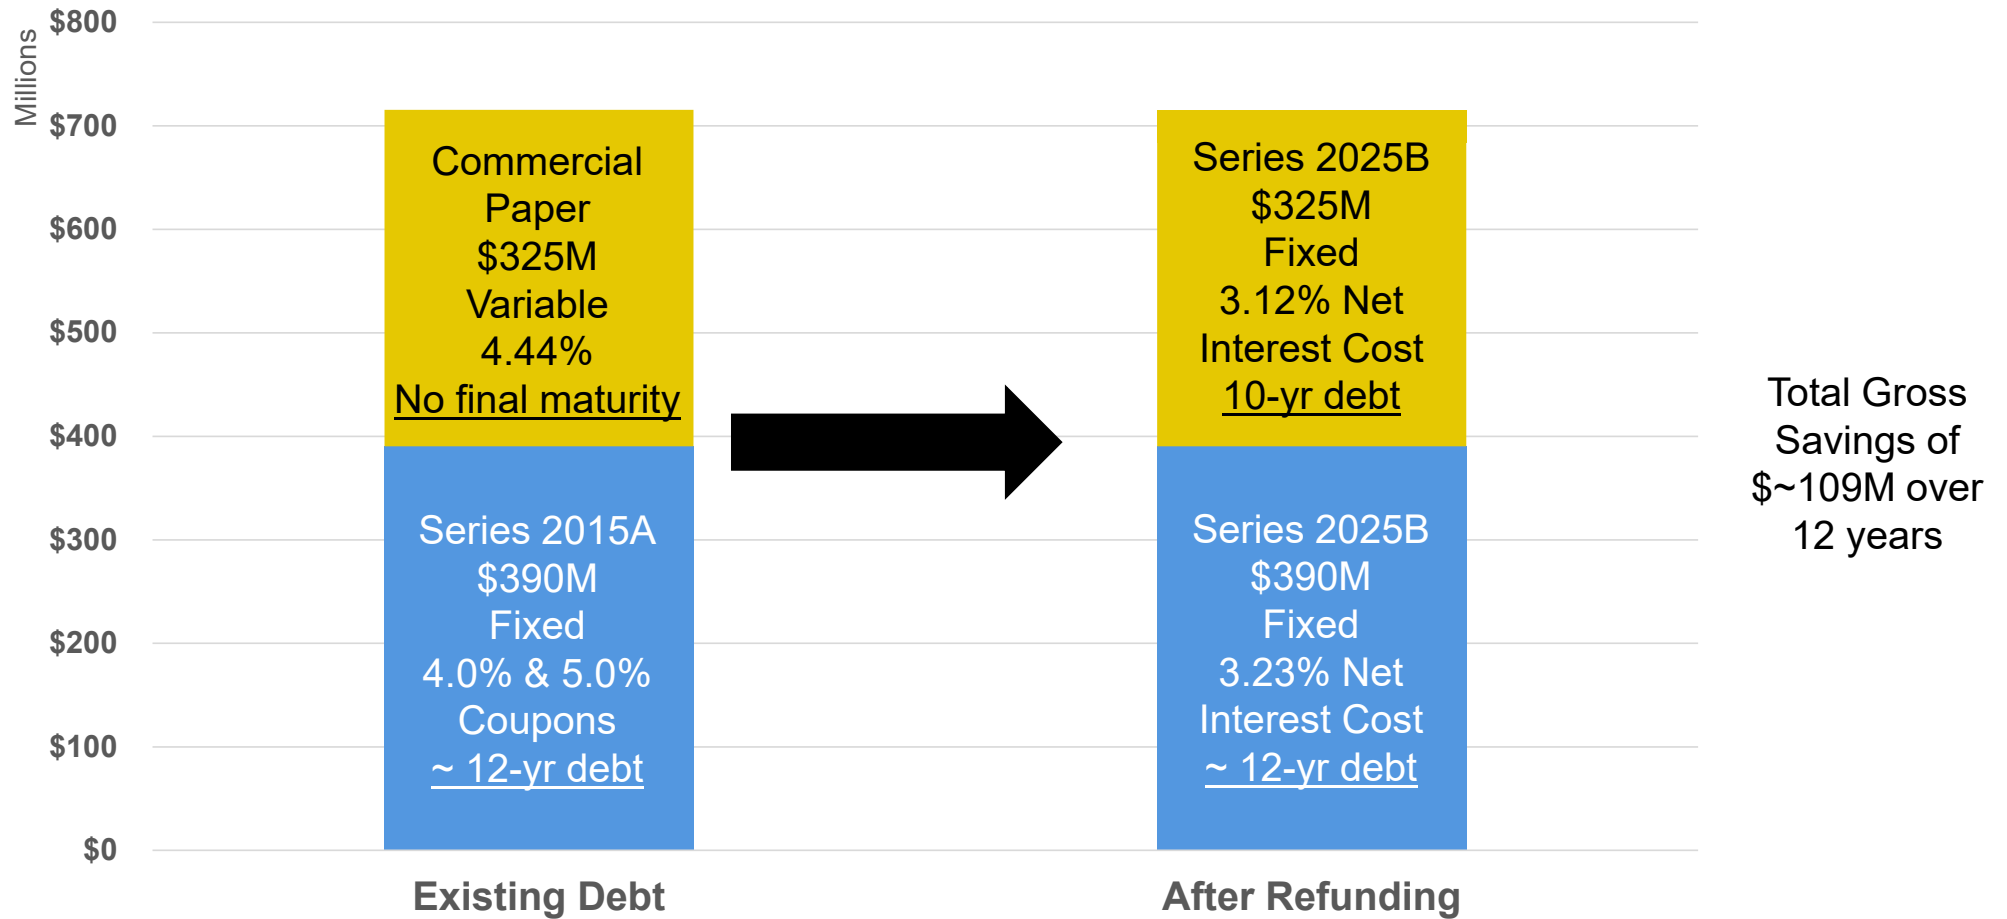 Millions
$800
$700
$600
$500
$400
$300
$200
$100
$0
Commercial
Paper
$325M
Variable
4.44%
No final maturity
Series 2015A
$390M
Fixed
4.0% & 5.0%
Coupons
~ 12-yr debt
Existing Debt
Series 2025B
$325M
Fixed
3.12% Net
Interest Cost
10-yr debt
Series 2025B
$390M
Fixed
3.23% Net
Interest Cost
~ 12-yr debt
After Refunding
Total Gross
Savings of
$~109M over
12 years